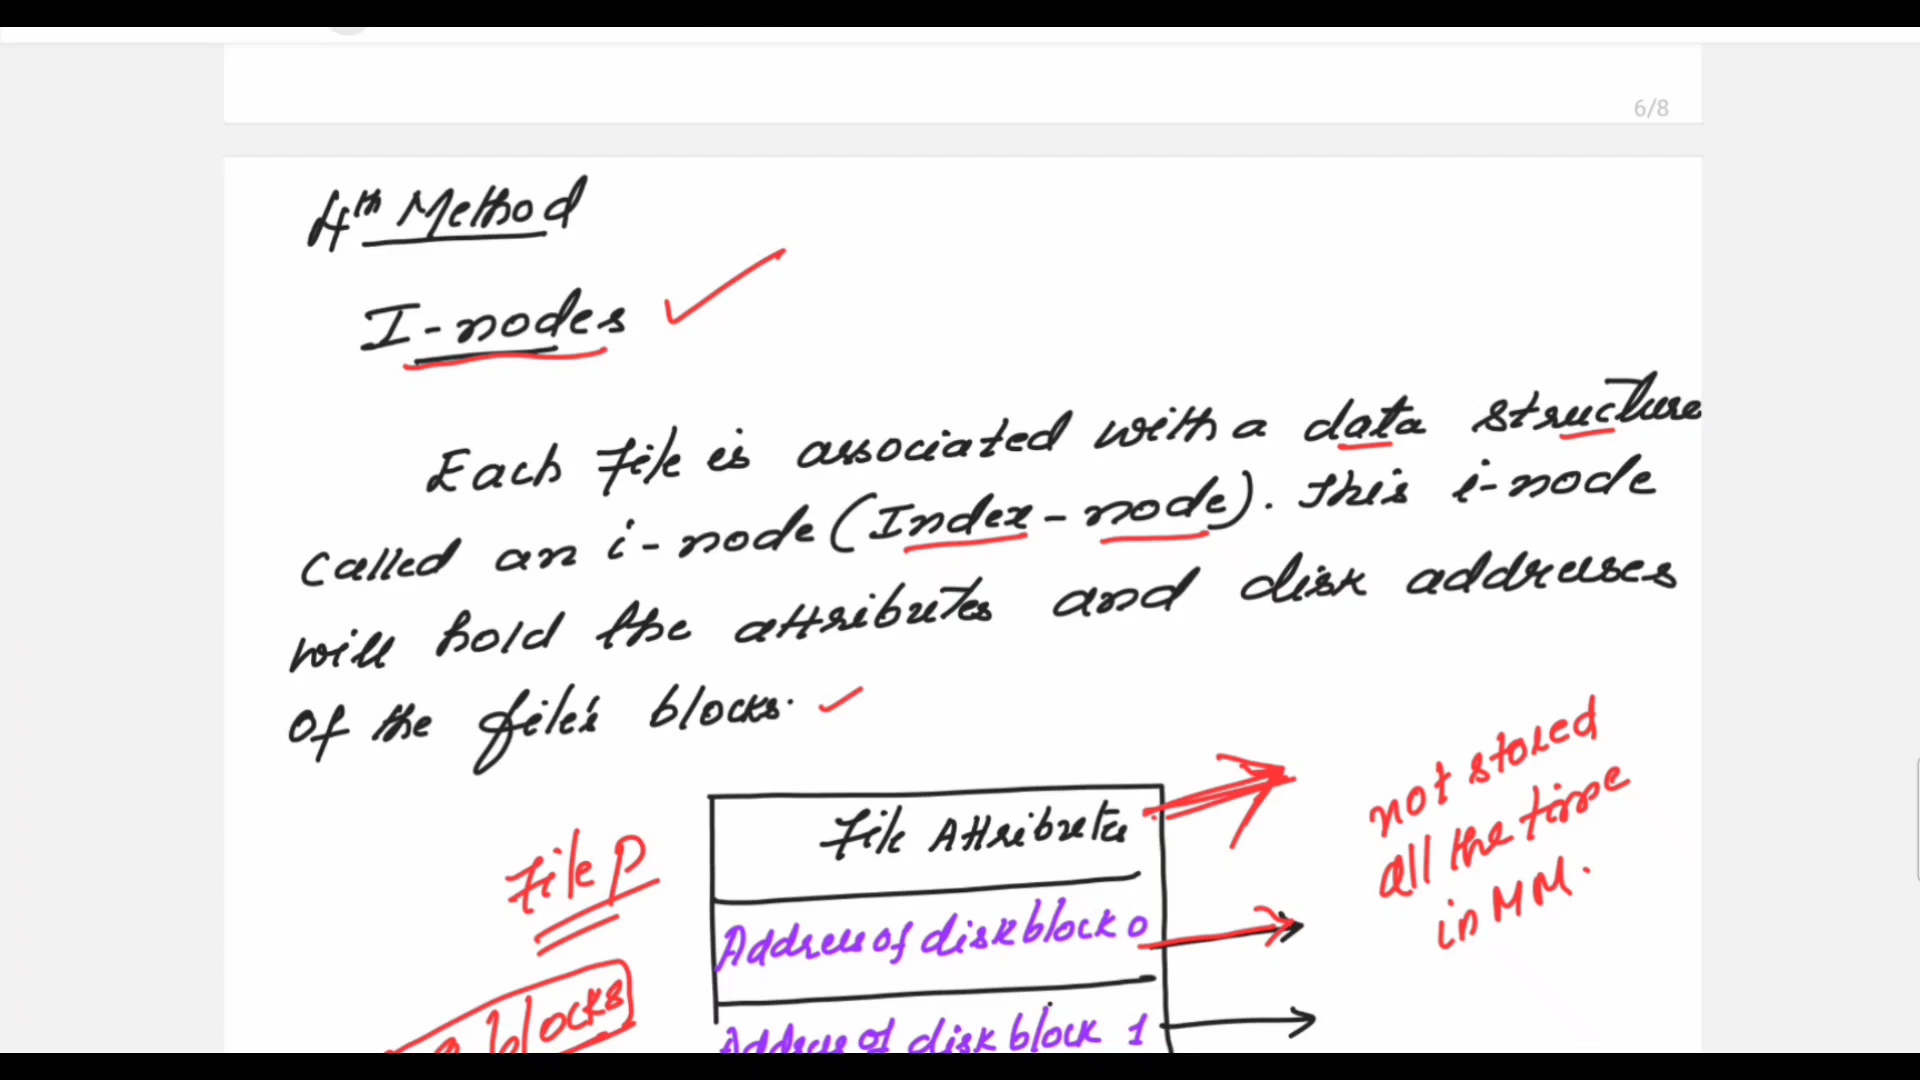 6/8
4th Method
I-nodes
Each file is associated with a data structure
called an i-node (Index-node). This i-node
will hold the attributes and disk addresses
of the file's blocks.
File Attributes
not stored
all the time
in MM.
File P
Address of disk block 0
blocks
Address of disk block 1